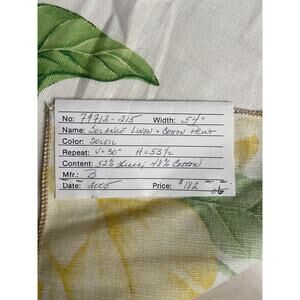 No: 79712-315 Width: 54"
Name: Solange Linen + Cotton Print
Color: Soleil
Repeat: V=30" H=53½
Content: 52% Linen, 48% Cotton
Mfr.: B
Date: 2005 Price: $182